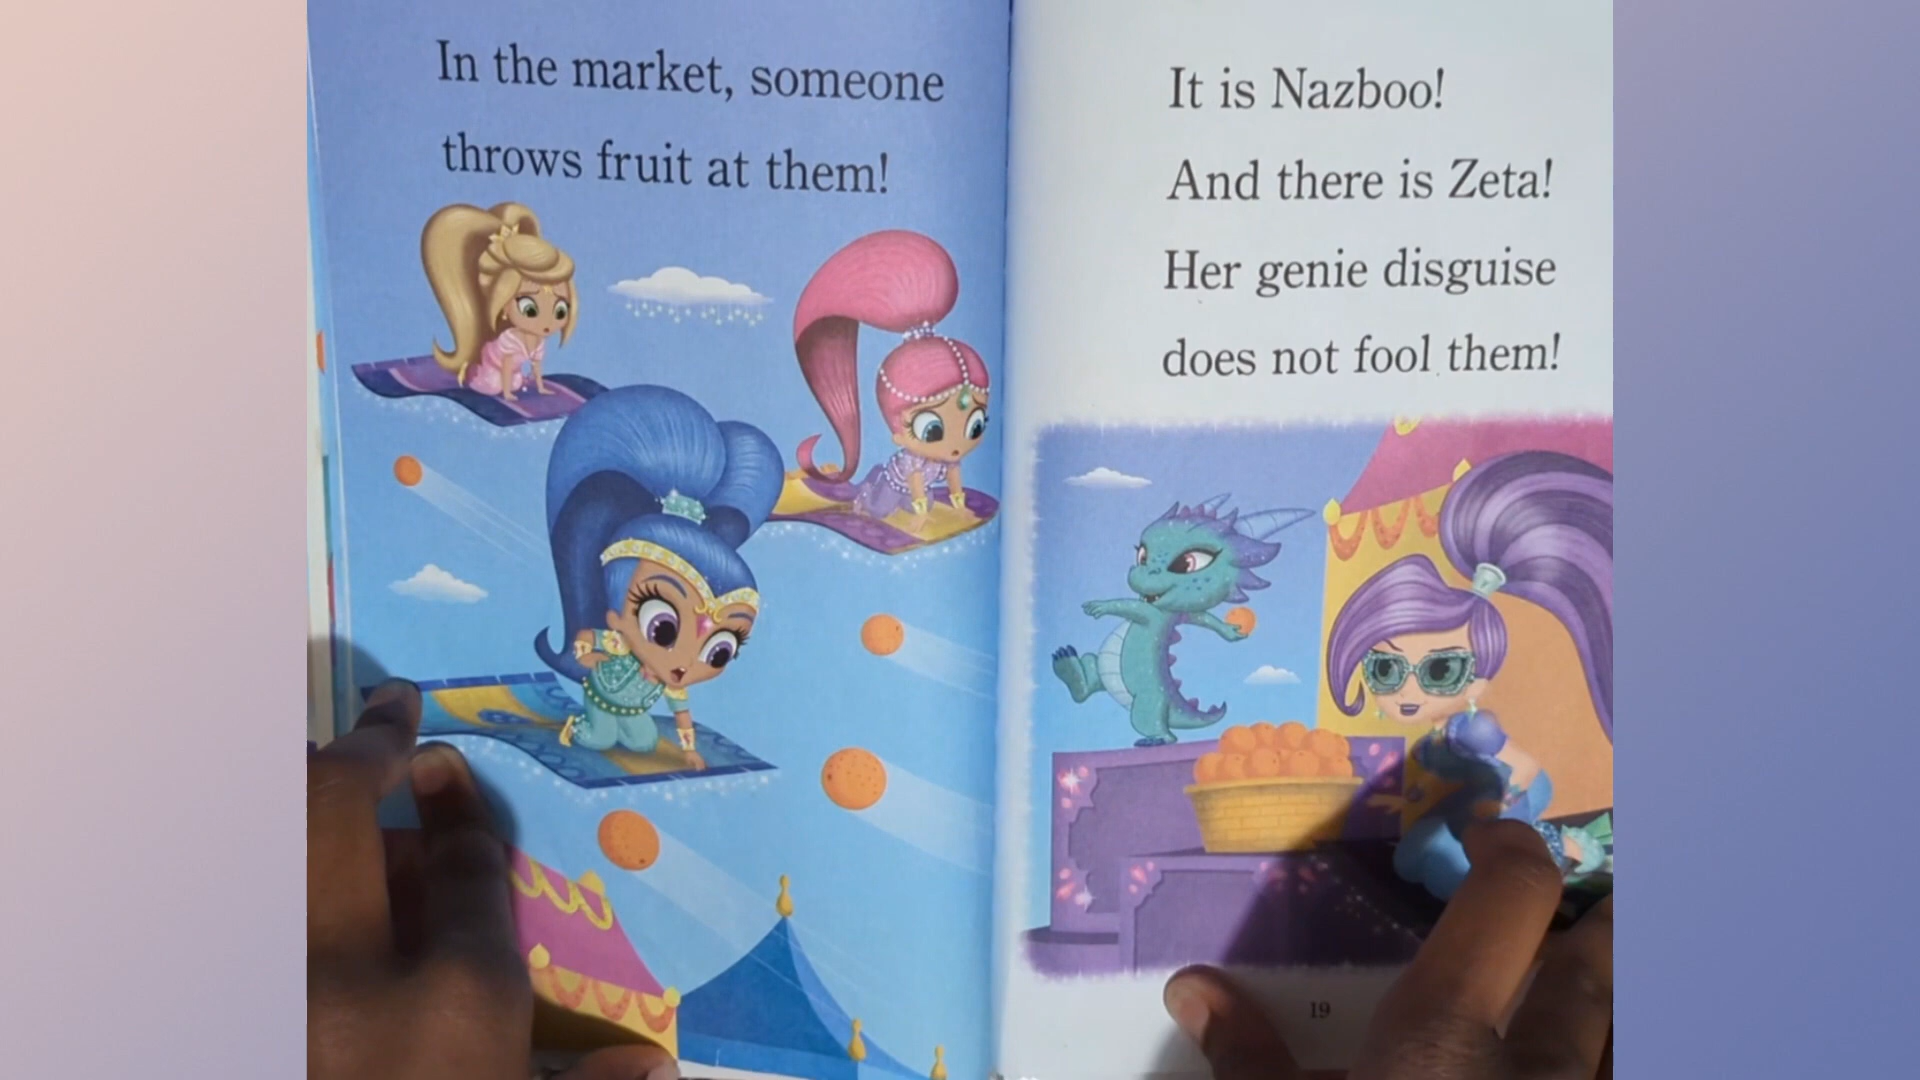 In the market, someone
throws fruit at them!
It is Nazboo!
And there is Zeta!
Her genie disguise
does not fool them!
19